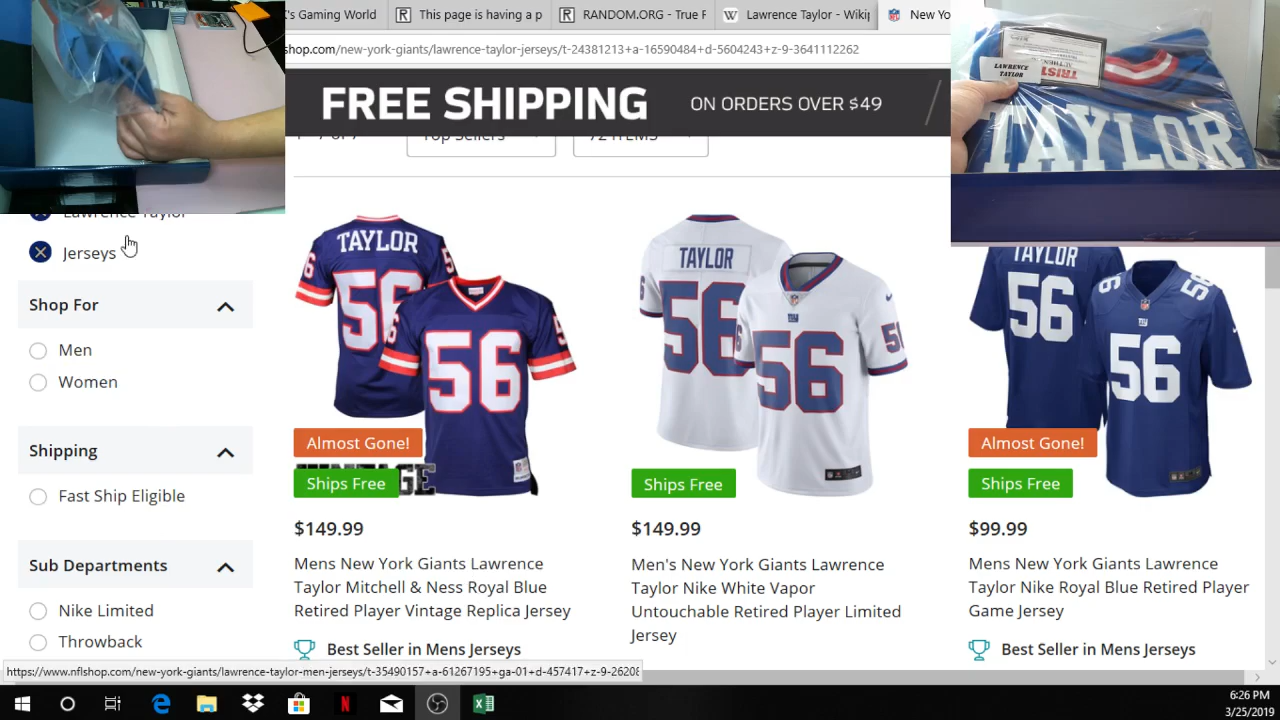 's Gaming World
This page is having a p
RANDOM.ORG - True F
Lawrence Taylor - Wikip
New Yo
shop.com/new-york-giants/lawrence-taylor-jerseys/t-24381213+a-16590484+d-5604243+z-9-3641112262
FREE SHIPPING
ON ORDERS OVER $49
LAWRENCE
TAYLOR
TAYLOR
Top Sellers
72 ITEMS
Lawrence Taylor
Jerseys
Shop For
Men
Women
Shipping
Fast Ship Eligible
Sub Departments
Nike Limited
Throwback
TAYLOR
56
56
Almost Gone!
Ships Free
$149.99
Mens New York Giants Lawrence
Taylor Mitchell & Ness Royal Blue
Retired Player Vintage Replica Jersey
Best Seller in Mens Jerseys
TAYLOR
56
56
Ships Free
$149.99
Men's New York Giants Lawrence
Taylor Nike White Vapor
Untouchable Retired Player Limited
Jersey
TAYLOR
56
56
Almost Gone!
Ships Free
$99.99
Mens New York Giants Lawrence
Taylor Nike Royal Blue Retired Player
Game Jersey
Best Seller in Mens Jerseys
https://www.nflshop.com/new-york-giants/lawrence-taylor-men-jerseys/t-35490157+a-61267195+ga-01+d-457417+z-9-26208
6:26 PM
3/25/2019